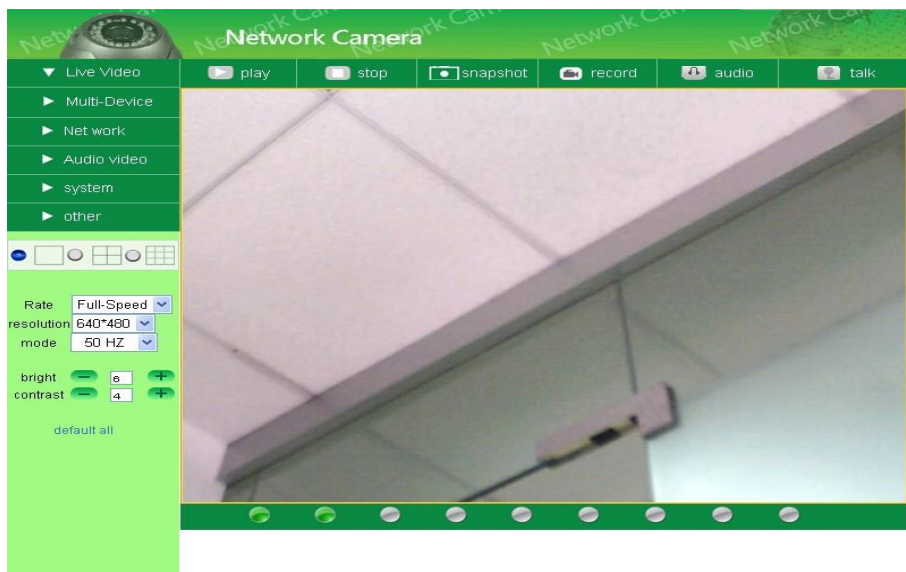 Network Camera
Live Video
play
stop
snapshot
record
audio
talk
Multi-Device
Net work
Audio video
system
other
Rate Full-Speed
resolution 640*480
mode 50 HZ
bright 6
contrast 4
default all